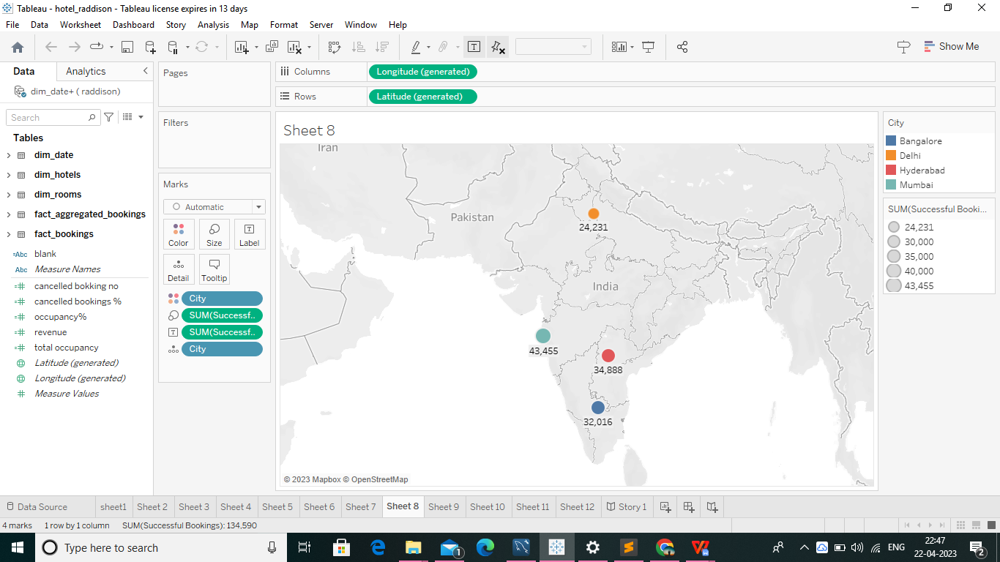 Tableau - hotel_raddison - Tableau license expires in 13 days
File Data Worksheet Dashboard Story Analysis Map Format Server Window Help
Show Me
Data Analytics
dim_date+ ( raddison)
Search
Tables
dim_date
dim_hotels
dim_rooms
fact_aggregated_bookings
fact_bookings
=Abc blank
Abc Measure Names
cancelled bokking no
cancelled bookings %
occupancy%
revenue
total occupancy
Latitude (generated)
Longitude (generated)
Measure Values
Pages
Filters
Marks
Automatic
Color Size Label
Detail Tooltip
City
SUM(Successf..
SUM(Successf..
City
Columns Longitude (generated)
Rows Latitude (generated)
Sheet 8
Iran
Pakistan
24,231
India
43,455
34,888
32,016
© 2023 Mapbox © OpenStreetMap
City
Bangalore
Delhi
Hyderabad
Mumbai
SUM(Successful Booki...
24,231
30,000
35,000
40,000
43,455
Data Source sheet1 Sheet 2 Sheet 3 Sheet 4 Sheet 5 Sheet 6 Sheet 7 Sheet 8 Sheet 9 Sheet 10 Sheet 11 Sheet 12 Story 1
4 marks 1 row by 1 column SUM(Successful Bookings): 134,590
Type here to search
1
ENG
22:47
22-04-2023
2